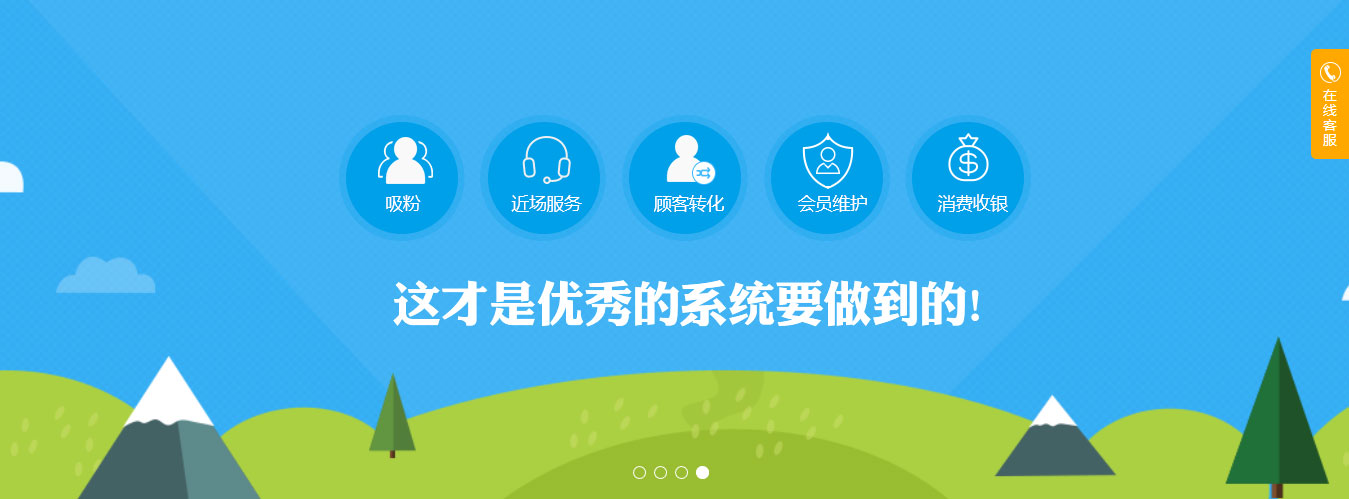 吸粉
近场服务
顾客转化
会员维护
消费收银
这才是优秀的系统要做到的!
在线客服